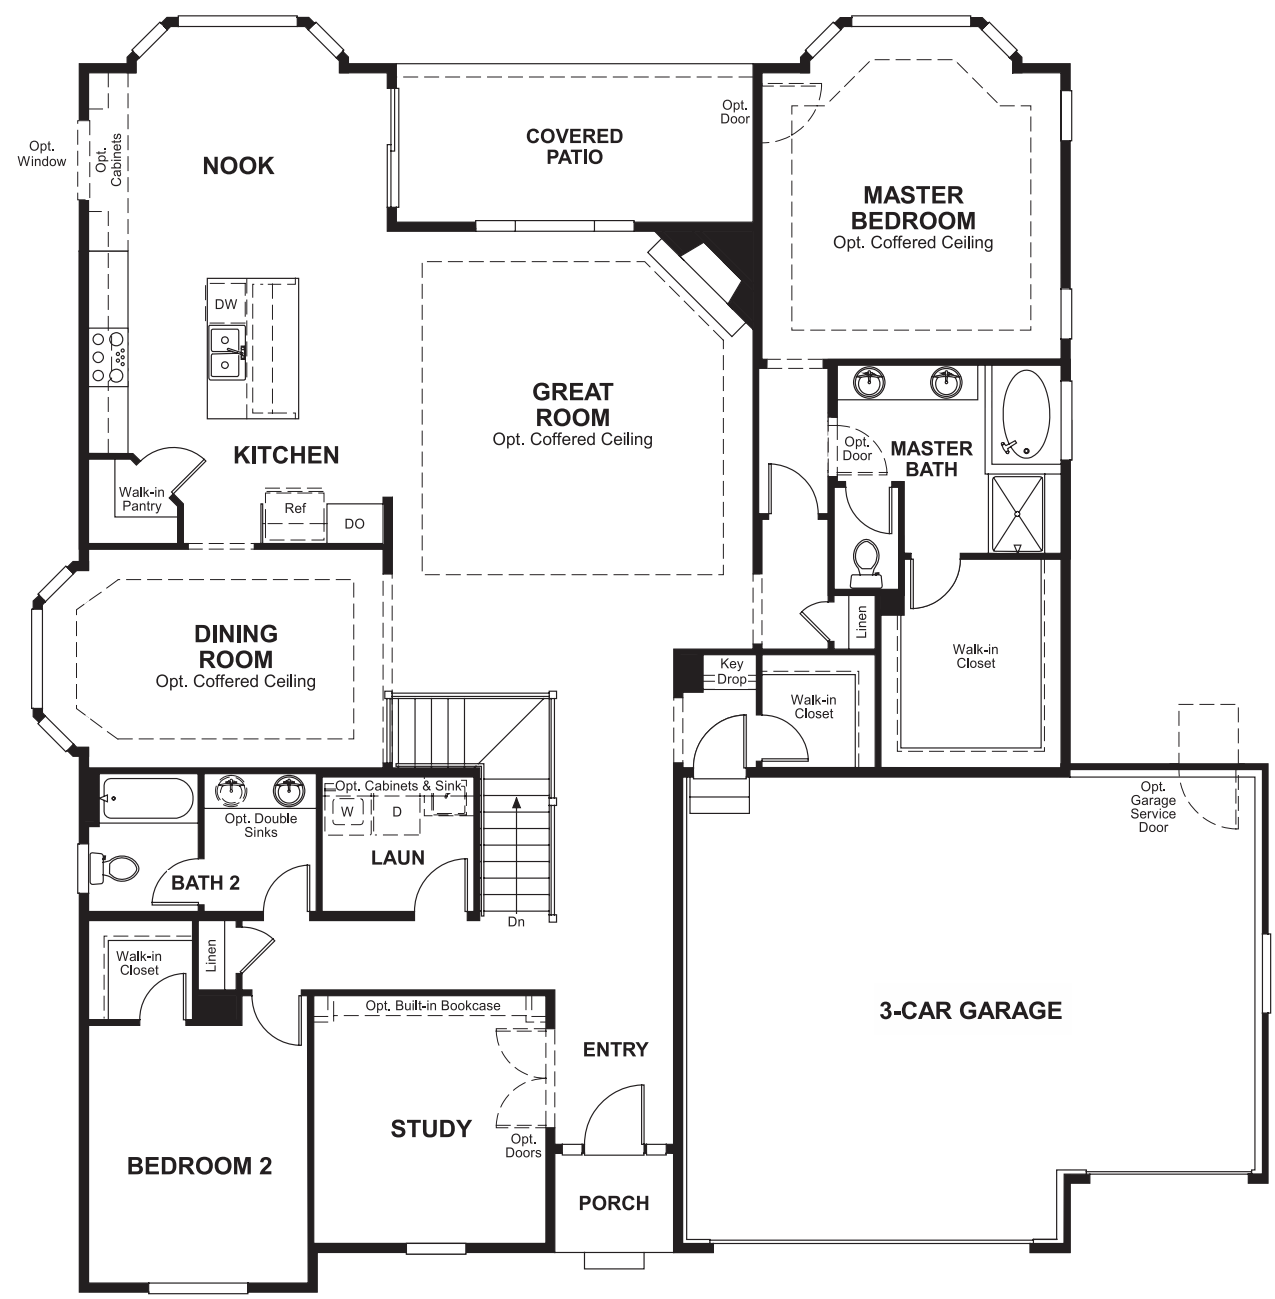 Opt.
Window
Opt.
Cabinets
NOOK
COVERED
PATIO
Opt.
Door
MASTER
BEDROOM
Opt. Coffered Ceiling
DW
GREAT
ROOM
Opt. Coffered Ceiling
KITCHEN
Opt.
Door
MASTER
BATH
Walk-in
Pantry
Ref
DO
DINING
ROOM
Opt. Coffered Ceiling
Linen
Walk-in
Closet
Key
Drop
Walk-in
Closet
Opt. Cabinets & Sink
W
D
Opt. Double
Sinks
LAUN
BATH 2
Opt.
Garage
Service
Door
Dn
Walk-in
Closet
Linen
Opt. Built-in Bookcase
3-CAR GARAGE
ENTRY
STUDY
Opt.
Doors
BEDROOM 2
PORCH